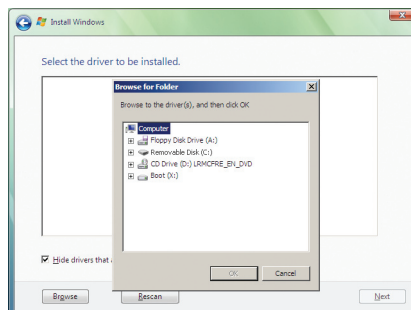 Install Windows
Select the driver to be installed.
Browse for Folder
Browse to the driver(s), and then click OK
Computer
Floppy Disk Drive (A:)
Removable Disk (C:)
CD Drive (D:) LRMCFRE_EN_DVD
Boot (X:)
OK
Cancel
Hide drivers that
Browse
Rescan
Next